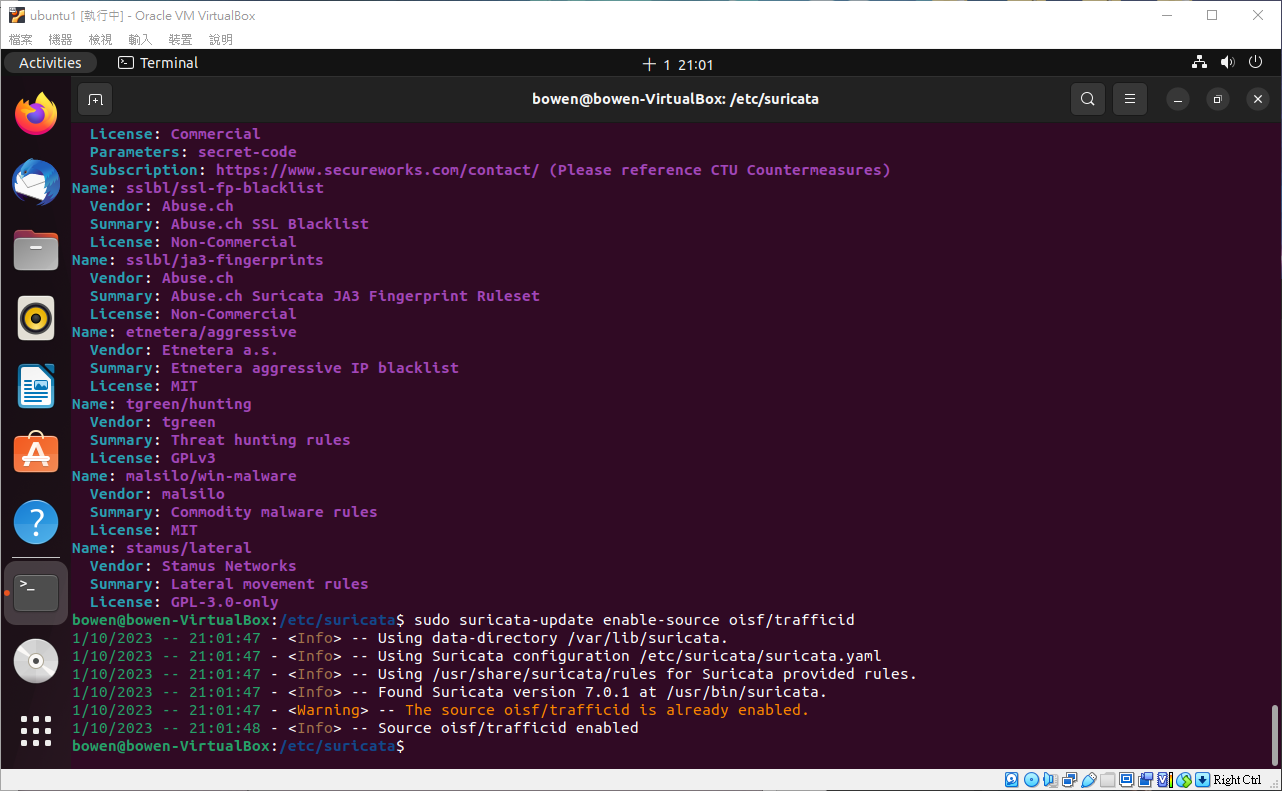 ubuntu1 [執行中] - Oracle VM VirtualBox
檔案 機器 檢視 輸入 裝置 說明
Activities Terminal 十 1 21:01
bowen@bowen-VirtualBox: /etc/suricata
License: Commercial
Parameters: secret-code
Subscription: https://www.secureworks.com/contact/ (Please reference CTU Countermeasures)
Name: sslbl/ssl-fp-blacklist
Vendor: Abuse.ch
Summary: Abuse.ch SSL Blacklist
License: Non-Commercial
Name: sslbl/ja3-fingerprints
Vendor: Abuse.ch
Summary: Abuse.ch Suricata JA3 Fingerprint Ruleset
License: Non-Commercial
Name: etnetera/aggressive
Vendor: Etnetera a.s.
Summary: Etnetera aggressive IP blacklist
License: MIT
Name: tgreen/hunting
Vendor: tgreen
Summary: Threat hunting rules
License: GPLv3
Name: malsilo/win-malware
Vendor: malsilo
Summary: Commodity malware rules
License: MIT
Name: stamus/lateral
Vendor: Stamus Networks
Summary: Lateral movement rules
License: GPL-3.0-only
bowen@bowen-VirtualBox:/etc/suricata$ sudo suricata-update enable-source oisf/trafficid
1/10/2023 -- 21:01:47 - <Info> -- Using data-directory /var/lib/suricata.
1/10/2023 -- 21:01:47 - <Info> -- Using Suricata configuration /etc/suricata/suricata.yaml
1/10/2023 -- 21:01:47 - <Info> -- Using /usr/share/suricata/rules for Suricata provided rules.
1/10/2023 -- 21:01:47 - <Info> -- Found Suricata version 7.0.1 at /usr/bin/suricata.
1/10/2023 -- 21:01:47 - <Warning> -- The source oisf/trafficid is already enabled.
1/10/2023 -- 21:01:48 - <Info> -- Source oisf/trafficid enabled
bowen@bowen-VirtualBox:/etc/suricata$
Right Ctrl